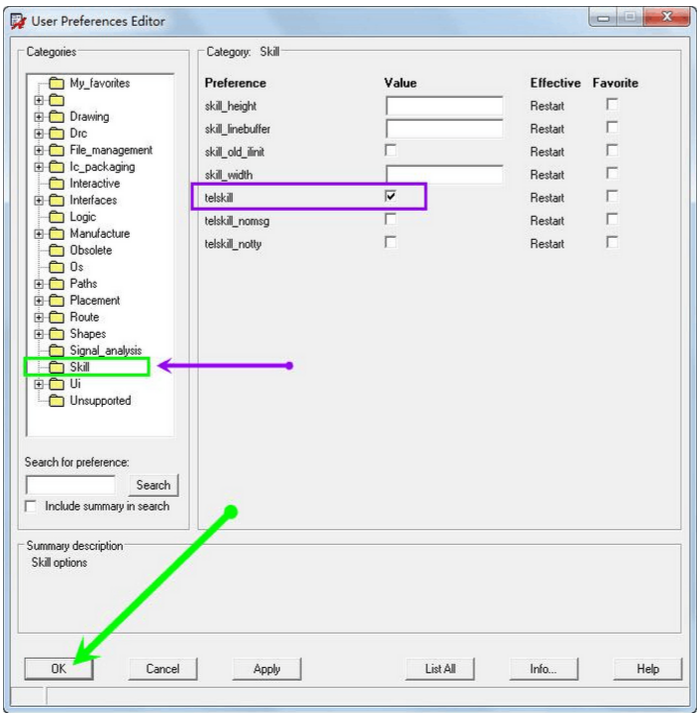 User Preferences Editor
Categories
My_favorites
Drawing
Drc
File_management
Ic_packaging
Interactive
Interfaces
Logic
Manufacture
Obsolete
Os
Paths
Placement
Route
Shapes
Signal_analysis
Skill
Ui
Unsupported
Search for preference:
Search
Include summary in search
Category: Skill
Preference Value Effective Favorite
skill_height Restart
skill_linebuffer Restart
skill_old_ilinit Restart
skill_width Restart
telskill Restart
telskill_nomsg Restart
telskill_notty Restart
Summary description
Skill options
OK Cancel Apply List All Info... Help